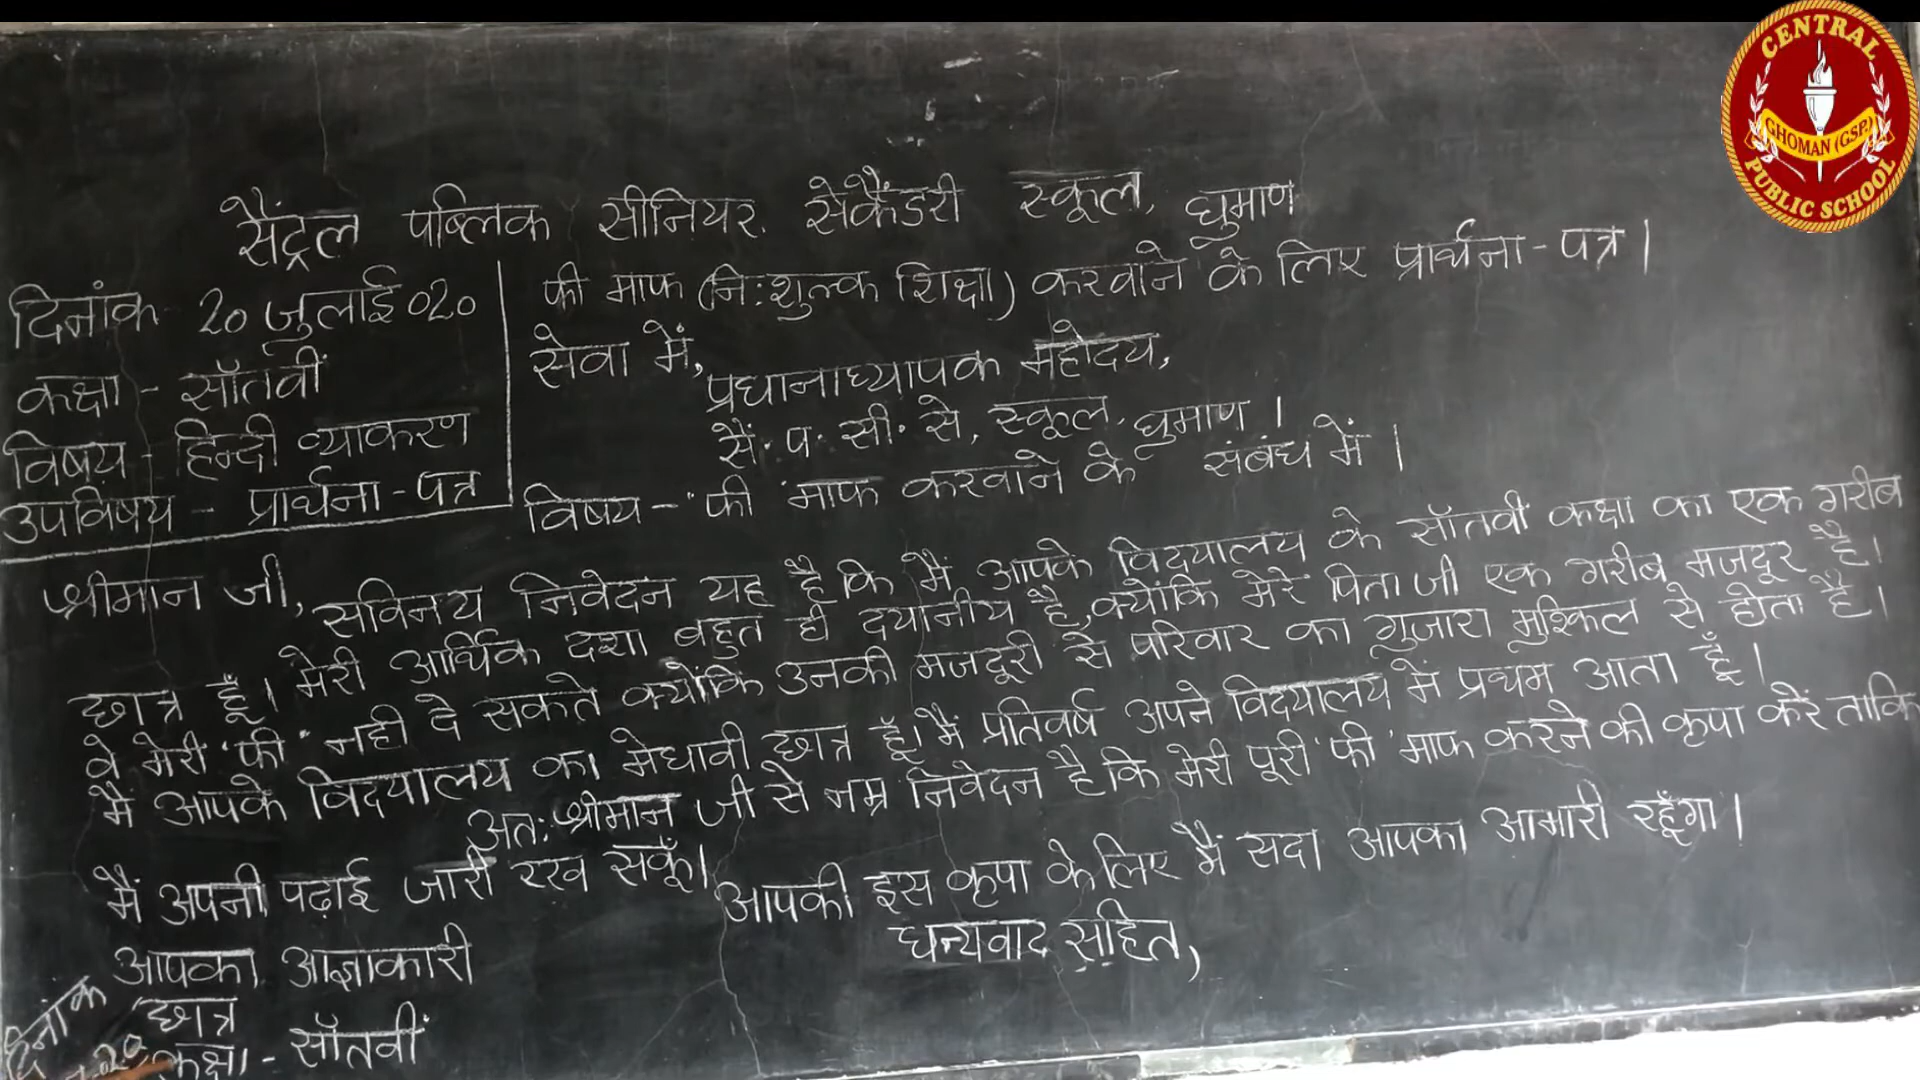 CENTRAL
GHOMAN (GSP.)
PUBLIC SCHOOL
सैंट्रल पब्लिक सीनियर. सेकैंडरी स्कूल, घुमाण
दिनांक 20 जुलाई 020
कक्षा - सॉतवीं
विषय - हिन्दी व्याकरण
उपविषय - प्रार्थना-पत्र
फी माफ (निःशुल्क शिक्षा) करवाने के लिए प्रार्थना-पत्र।
सेवा में,
प्रधानाध्यापक महोदय,
सैं. प. सी. से. स्कूल, घुमाण।
विषय - 'फी' माफ करवाने के संबंध में।
श्रीमान जी,
सविनय निवेदन यह है कि मैं आपके विद्यालय के सॉतवीं कक्षा का एक गरीब
छात्र हूँ। मेरी आर्थिक दशा बहुत ही दयानीय है, क्योंकि मेरे पिता जी एक गरीब मजदूर है।
वे मेरी 'फी' नही दे सकते क्योंकि उनकी मजदूरी से परिवार का गुजारा मुश्किल से होता है।
मैं आपके विद्यालय का मेधावी छात्र हूँ। मैं प्रतिवर्ष अपने विद्यालय में प्रथम आता हूँ।
अतः श्रीमान जी से नम्र निवेदन है कि मेरी पूरी 'फी' माफ करने की कृपा करें ताकि
मैं अपनी पढ़ाई जारी रख सकूँ।
आपकी इस कृपा के लिए मैं सदा आपका आभारी रहूँगा।
धन्यवाद सहित,
आपका आज्ञाकारी
छात्र
कक्षा - सॉतवीं
दिनांक